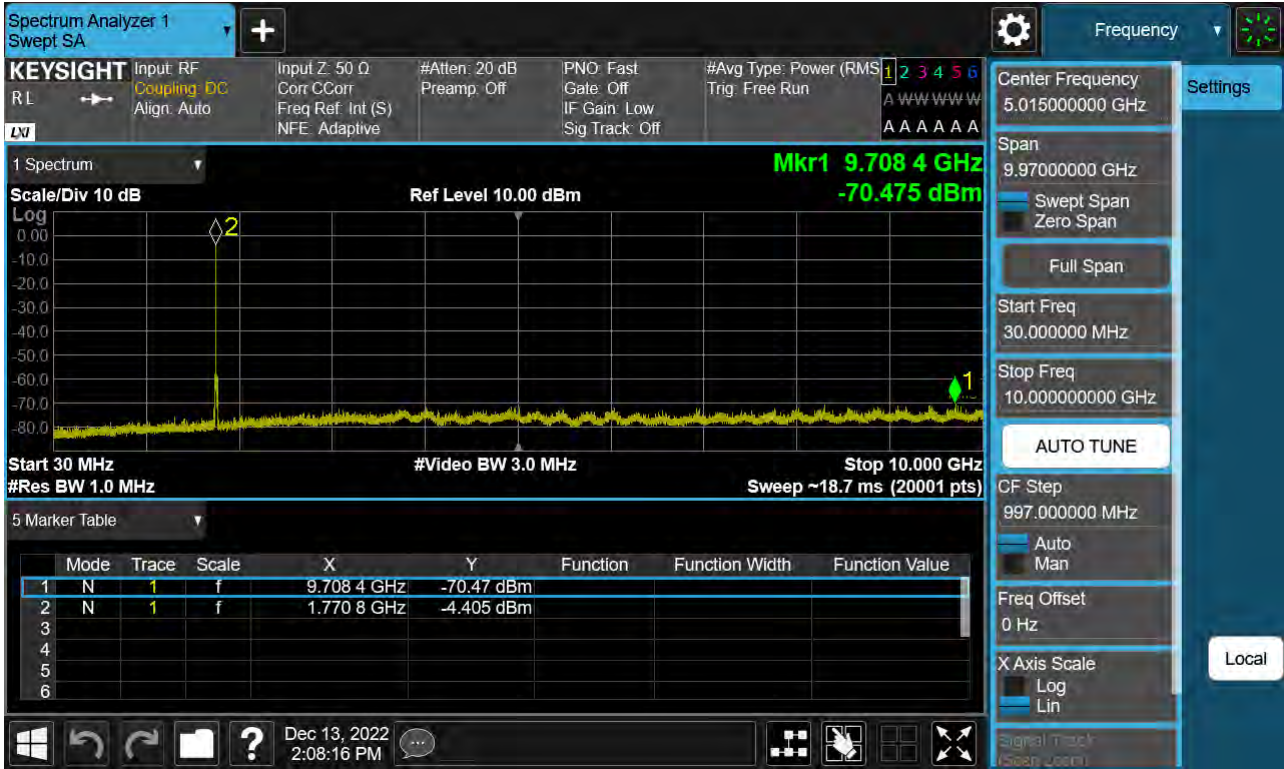 Spectrum Analyzer 1
Swept SA
+
Frequency
KEYSIGHT
RL
LXI
Input: RF
Coupling: DC
Align: Auto
Input Z: 50 Ω
Corr CCorr
Freq Ref: Int (S)
NFE: Adaptive
#Atten: 20 dB
Preamp: Off
PNO: Fast
Gate: Off
IF Gain: Low
Sig Track: Off
#Avg Type: Power (RMS
Trig: Free Run
1 2 3 4 5 6
A W W W W W
A A A A A A
1 Spectrum
Scale/Div 10 dB
Ref Level 10.00 dBm
Mkr1 9.708 4 GHz
-70.475 dBm
Log
0.00
-10.0
-20.0
-30.0
-40.0
-50.0
-60.0
-70.0
-80.0
2
1
Start 30 MHz
#Video BW 3.0 MHz
Stop 10.000 GHz
#Res BW 1.0 MHz
Sweep ~18.7 ms (20001 pts)
5 Marker Table
Mode Trace Scale X Y Function Function Width Function Value
1 N 1 f 9.708 4 GHz -70.47 dBm
2 N 1 f 1.770 8 GHz -4.405 dBm
3
4
5
6
Center Frequency
5.015000000 GHz
Settings
Span
9.97000000 GHz
Swept Span
Zero Span
Full Span
Start Freq
30.000000 MHz
Stop Freq
10.000000000 GHz
AUTO TUNE
CF Step
997.000000 MHz
Auto
Man
Freq Offset
0 Hz
X Axis Scale
Log
Lin
Local
Signal Track
(Span Zoom)
?
Dec 13, 2022
2:08:16 PM